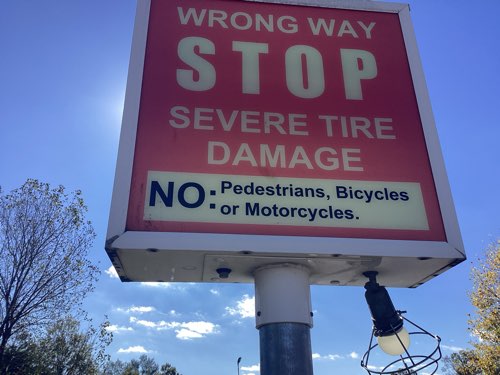 WRONG WAY
STOP
SEVERE TIRE
DAMAGE
NO: Pedestrians, Bicycles
or Motorcycles.